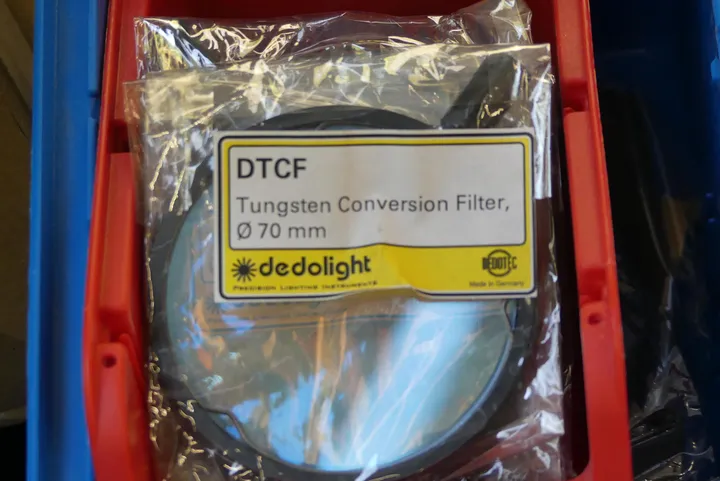 DTCF
Tungsten Conversion Filter,
Ø 70 mm
dedolight
PRECISION LIGHTING INSTRUMENTS
DEDOTEC
Made in Germany